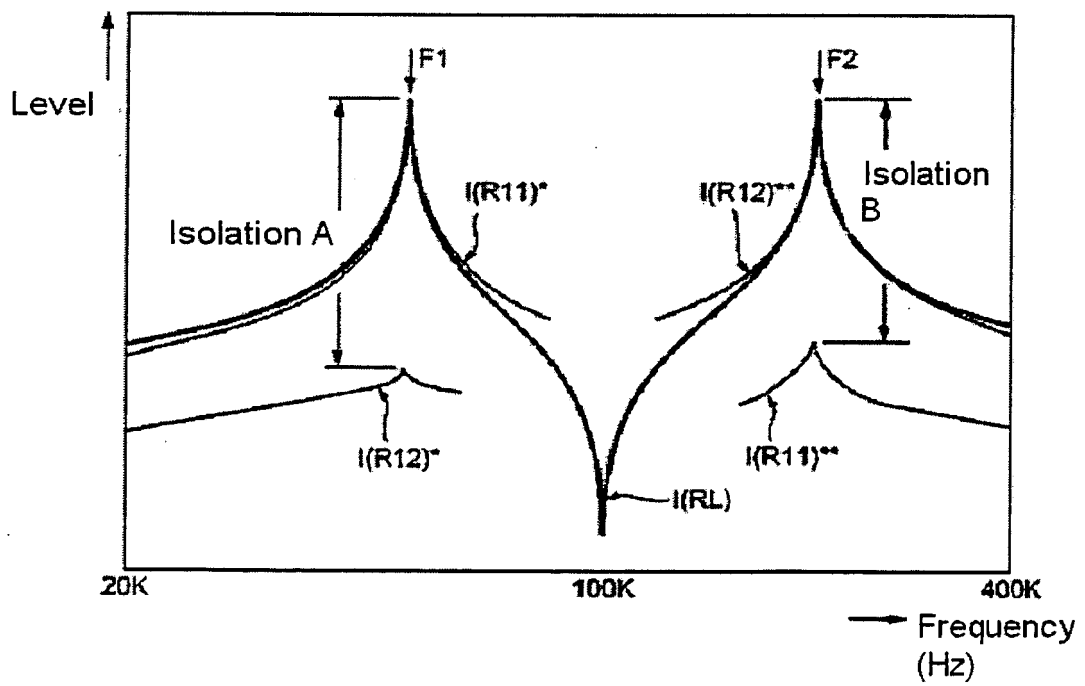 Level
F1
F2
I(R11)*
I(R12)**
Isolation A
Isolation
B
I(R12)*
I(R11)**
I(RL)
20K
100K
400K
Frequency
(Hz)